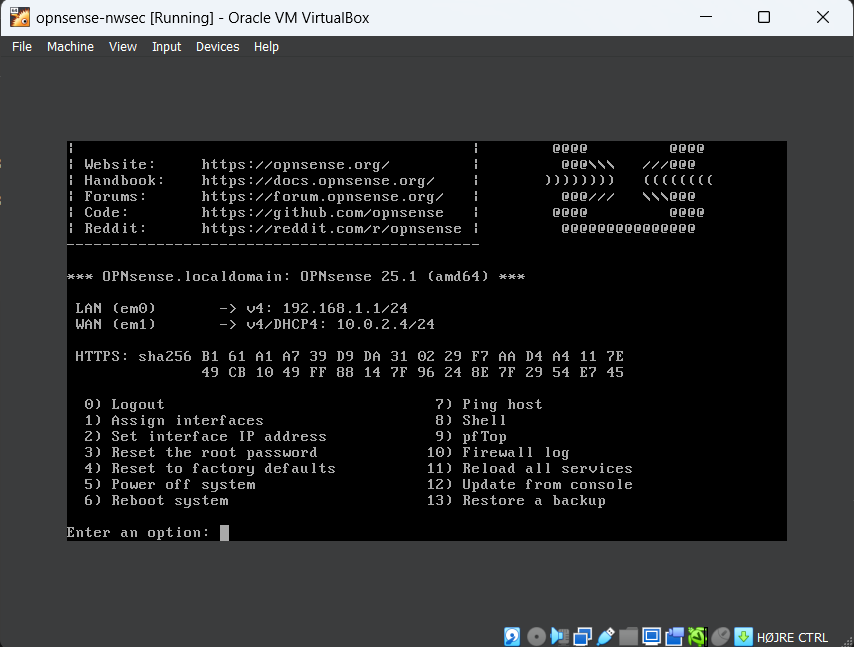 opnsense-nwsec [Running] - Oracle VM VirtualBox
File Machine View Input Devices Help
| | @@@@ @@@@
| Website: https://opnsense.org/ | @@@\\\ ///@@@
| Handbook: https://docs.opnsense.org/ | )))))))) ((((((((
| Forums: https://forum.opnsense.org/ | @@@/// \\\@@@
| Code: https://github.com/opnsense | @@@@ @@@@
| Reddit: https://reddit.com/r/opnsense | @@@@@@@@@@@@@@@
----------------------------------------------
*** OPNsense.localdomain: OPNsense 25.1 (amd64) ***
LAN (em0) -> v4: 192.168.1.1/24
WAN (em1) -> v4/DHCP4: 10.0.2.4/24
HTTPS: sha256 B1 61 A1 A7 39 D9 DA 31 02 29 F7 AA D4 A4 11 7E
49 CB 10 49 FF 88 14 7F 96 24 8E 7F 29 54 E7 45
0) Logout 7) Ping host
1) Assign interfaces 8) Shell
2) Set interface IP address 9) pfTop
3) Reset the root password 10) Firewall log
4) Reset to factory defaults 11) Reload all services
5) Power off system 12) Update from console
6) Reboot system 13) Restore a backup
Enter an option:
HØJRE CTRL